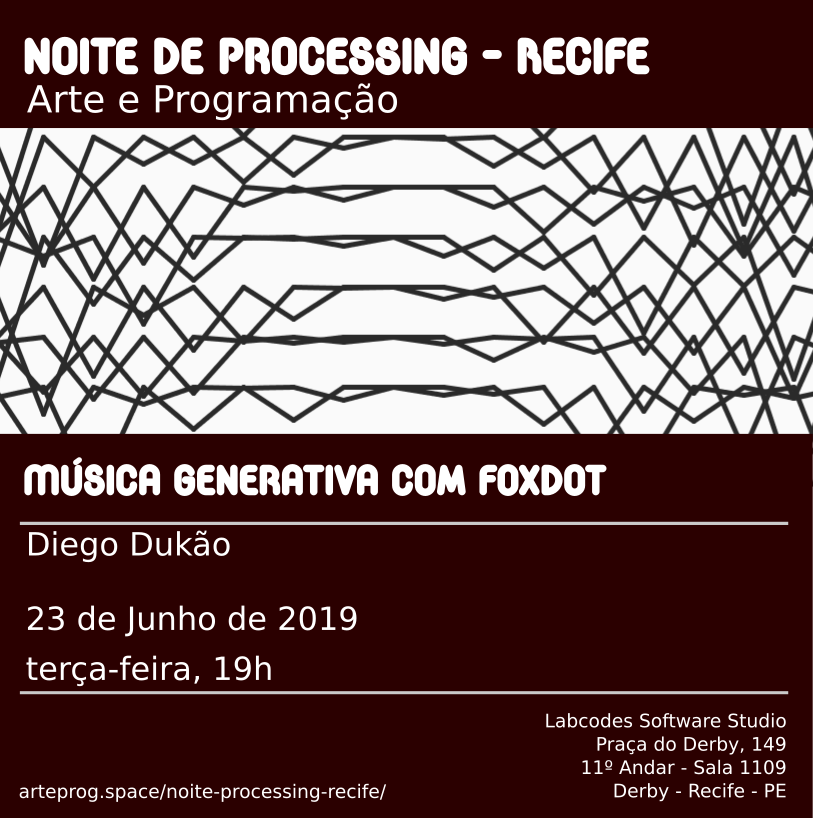 NOITE DE PROCESSING - RECIFE
Arte e Programação
MÚSICA GENERATIVA COM FOXDOT
Diego Dukão
23 de Junho de 2019
terça-feira, 19h
Labcodes Software Studio
Praça do Derby, 149
11º Andar - Sala 1109
Derby - Recife - PE
arteprog.space/noite-processing-recife/